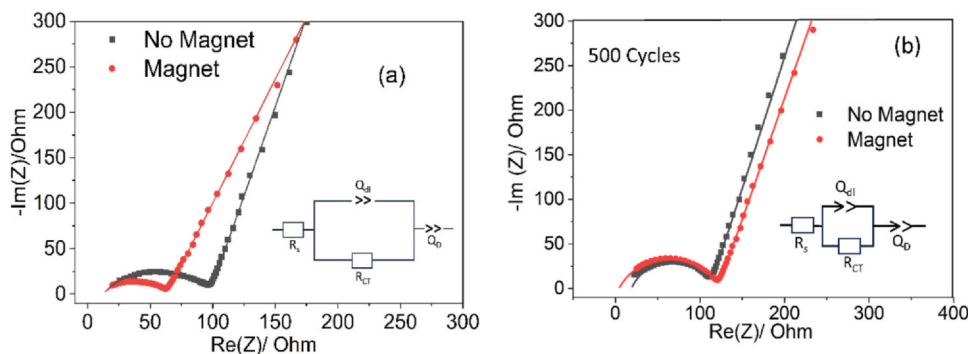 300
250
200
150
100
50
0
-Im(Z)/Ohm
No Magnet
Magnet
(a)
Qdl
Rs
RCT
QD
0 50 100 150 200 250 300
Re(Z)/ Ohm
300
250
200
150
100
50
0
-Im (Z)/ Ohm
500 Cycles
(b)
No Magnet
Magnet
Qdl
Rs
RCT
QD
0 100 200 300 400
Re(Z)/ Ohm